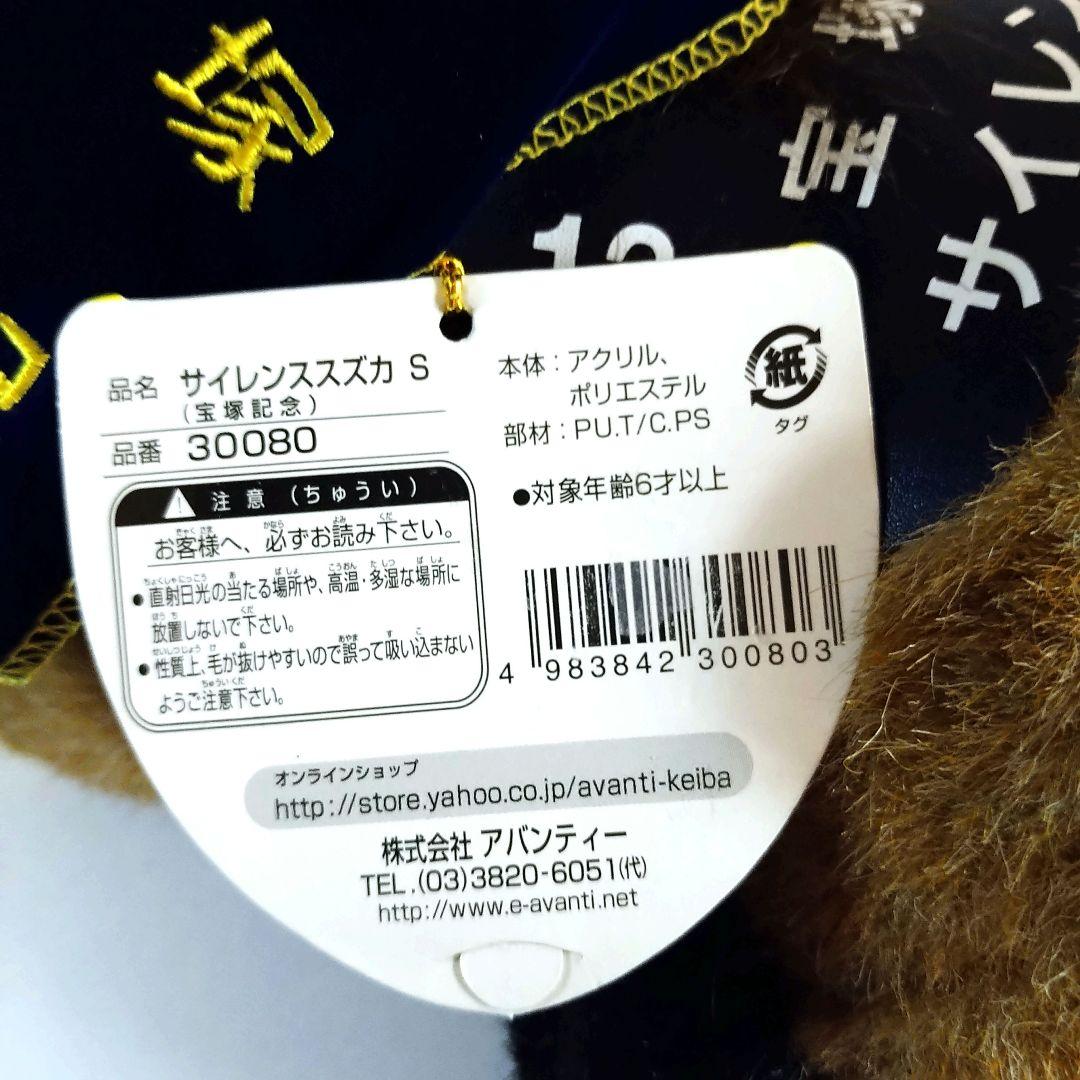 塚
宝塚
サイレン
品名 サイレンススズカ S
(宝塚記念)
品番 30080
本体：アクリル、
ポリエステル
部材：PU.T/C.PS
紙
タグ
●対象年齢6才以上
注意 (ちゅうい)
お客様へ、必ずお読み下さい。
●直射日光の当たる場所や、高温・多湿な場所に
放置しないで下さい。
●性質上、毛が抜けやすいので誤って吸い込まない
ようご注意下さい。
4 983842 300803
オンラインショップ
http://store.yahoo.co.jp/avanti-keiba
株式会社 アバンティー
TEL.(03)3820-6051(代)
http://www.e-avanti.net